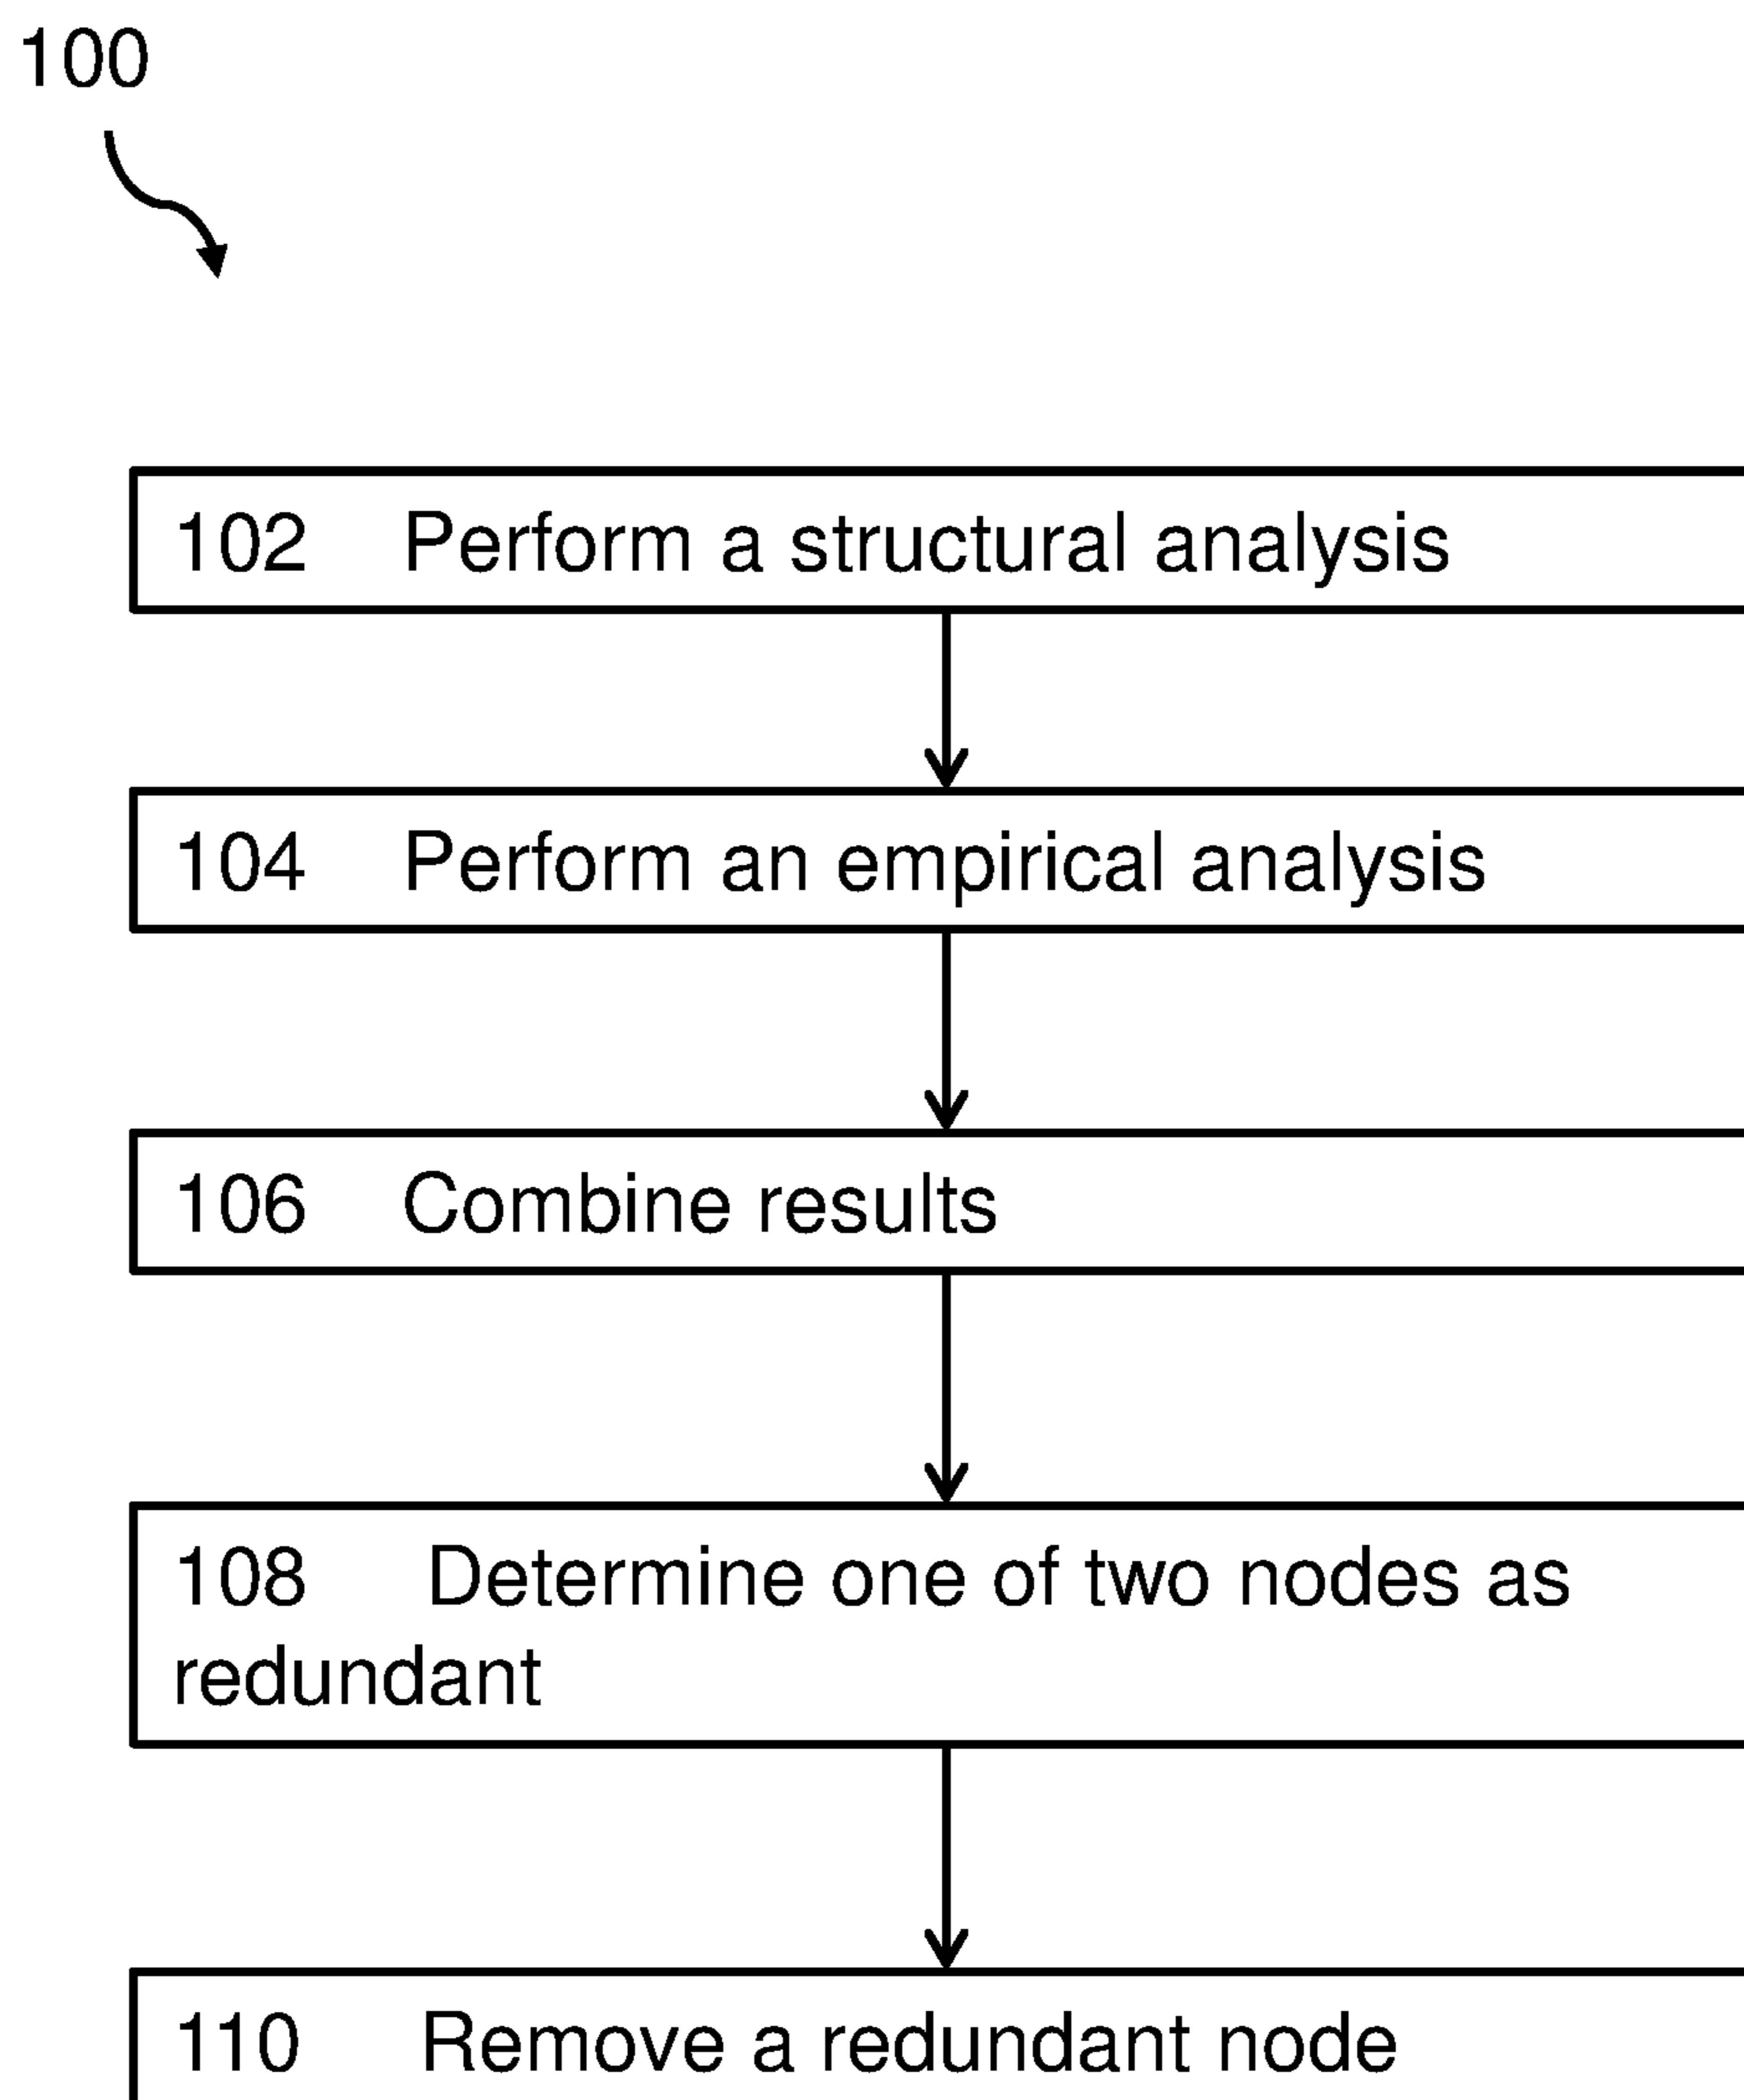 100
102 Perform a structural analysis
104 Perform an empirical analysis
106 Combine results
108 Determine one of two nodes as
redundant
110 Remove a redundant node